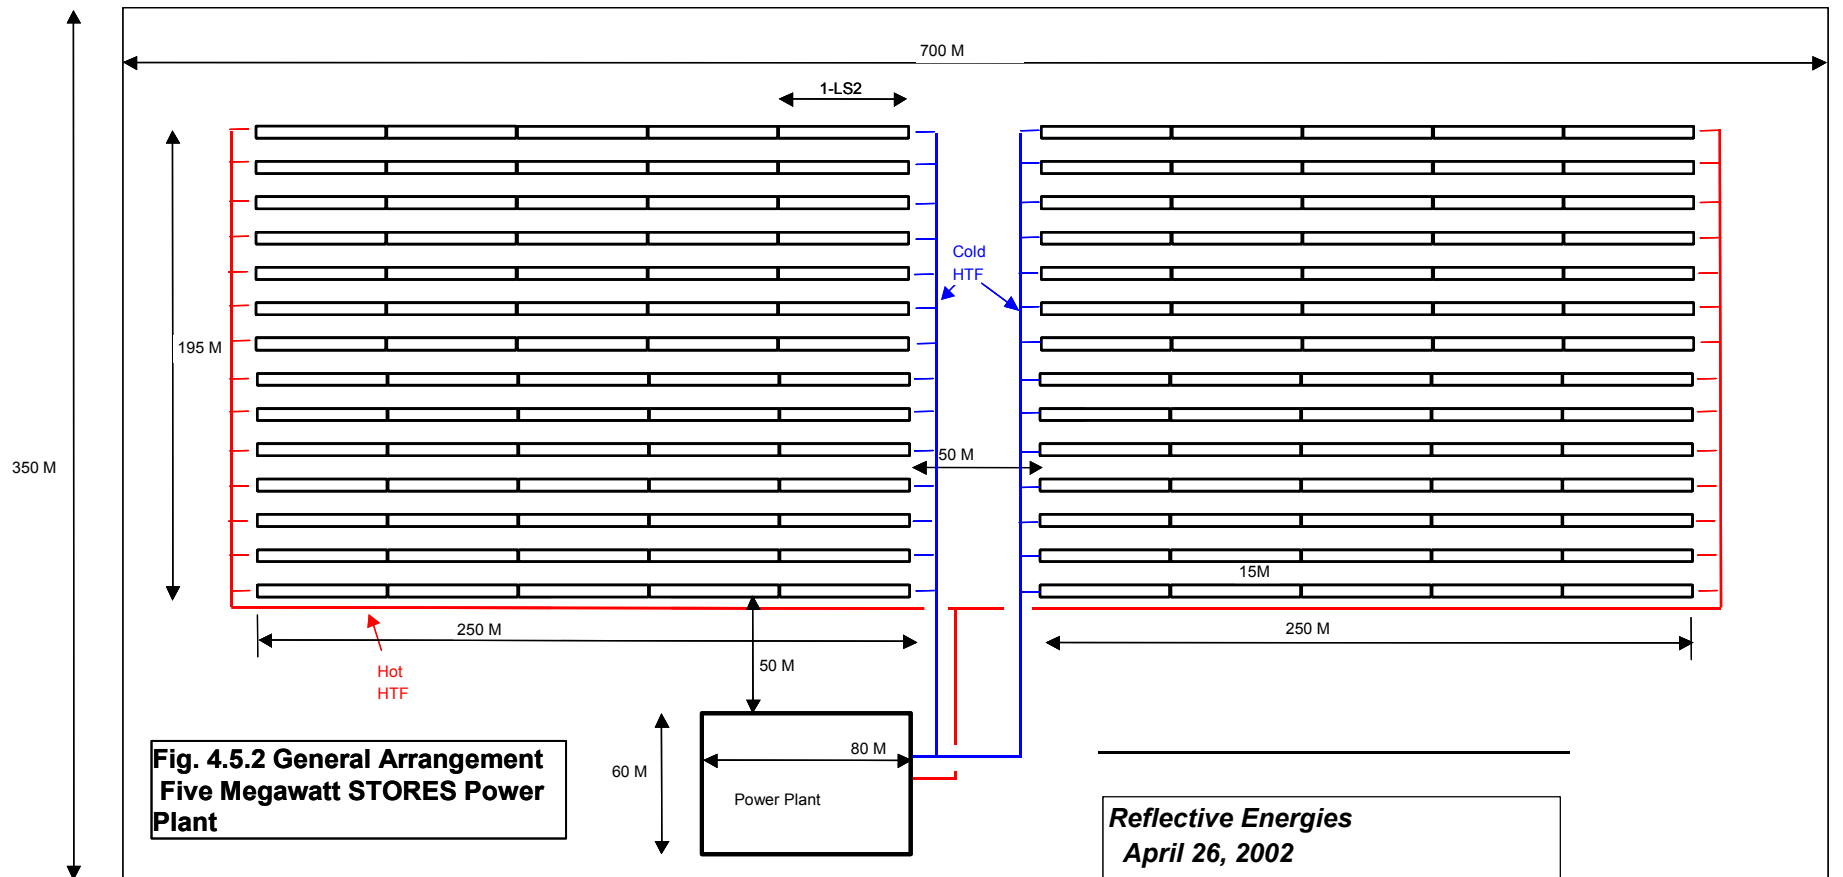 700 M
1-LS2
Cold
HTF
195 M
350 M
50 M
15M
250 M
250 M
Hot
HTF
50 M
Fig. 4.5.2 General Arrangement
Five Megawatt STORES Power
Plant
60 M
80 M
Power Plant
Reflective Energies
April 26, 2002